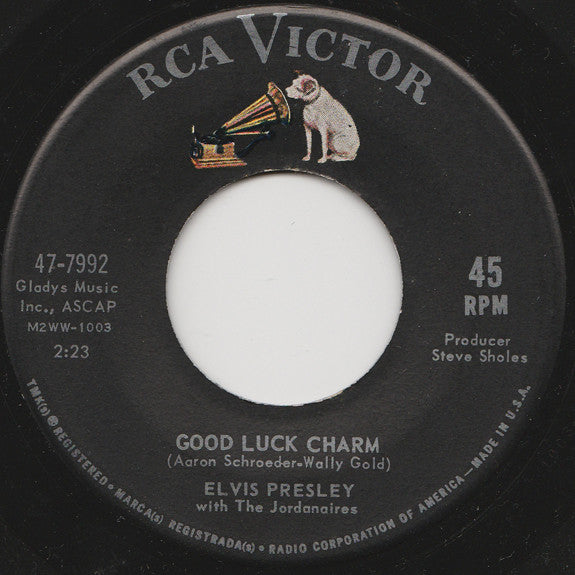 RCA VICTOR
47-7992
Gladys Music
Inc., ASCAP
M2WW-1003
2:23
45
RPM
Producer
Steve Sholes
GOOD LUCK CHARM
(Aaron Schroeder-Wally Gold)
ELVIS PRESLEY
with The Jordanaires
TMK(s) ® REGISTERED • MARCA(s) REGISTRADA(s) • RADIO CORPORATION OF AMERICA—MADE IN U.S.A.